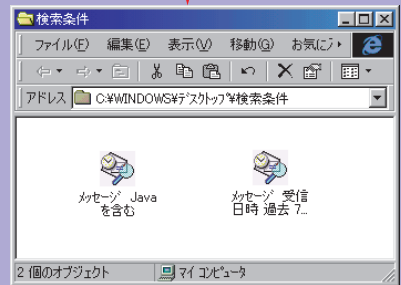 検索条件
ファイル(F) 編集(E) 表示(V) 移動(G) お気に入
アドレス C:¥WINDOWS¥ﾃﾞｽｸﾄｯﾌﾟ¥検索条件
ﾒｯｾｰｼﾞ Java
を含む
ﾒｯｾｰｼﾞ 受信
日時 過去 7...
2 個のオブジェクト マイ コンピュータ